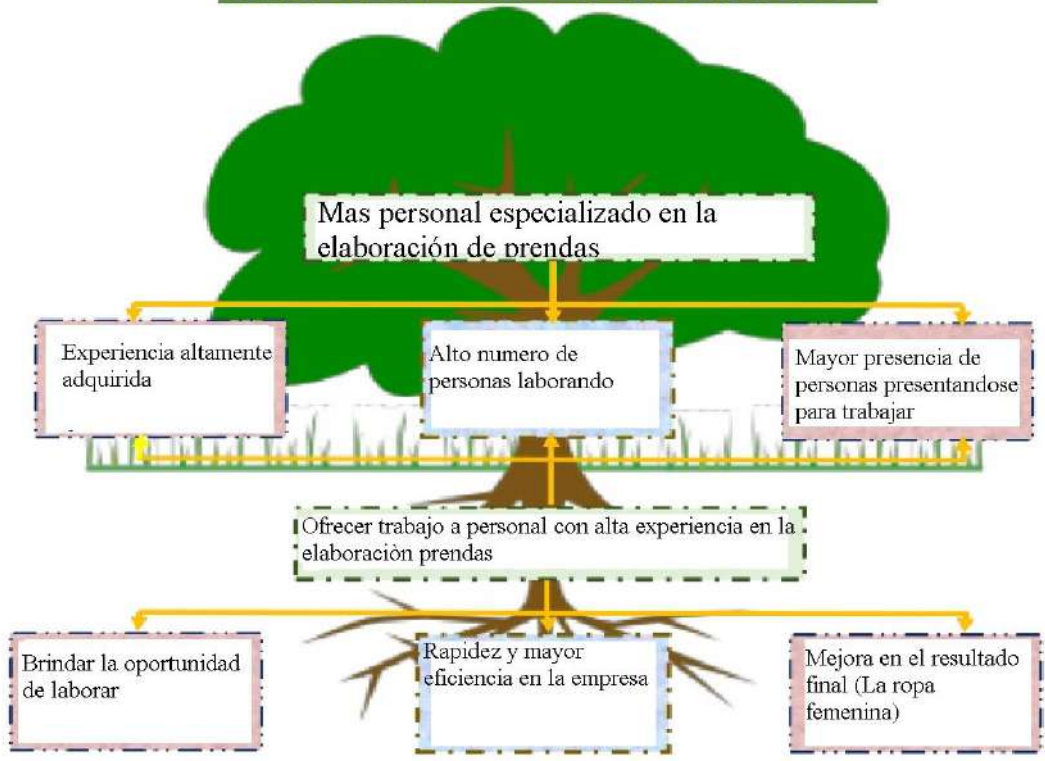 Mas personal especializado en la
elaboración de prendas
Experiencia altamente
adquirida
Alto numero de
personas laborando
Mayor presencia de
personas presentandose
para trabajar
Ofrecer trabajo a personal con alta experiencia en la
elaboraciòn prendas
Brindar la oportunidad
de laborar
Rapidez y mayor
eficiencia en la empresa
Mejora en el resultado
final (La ropa
femenina)